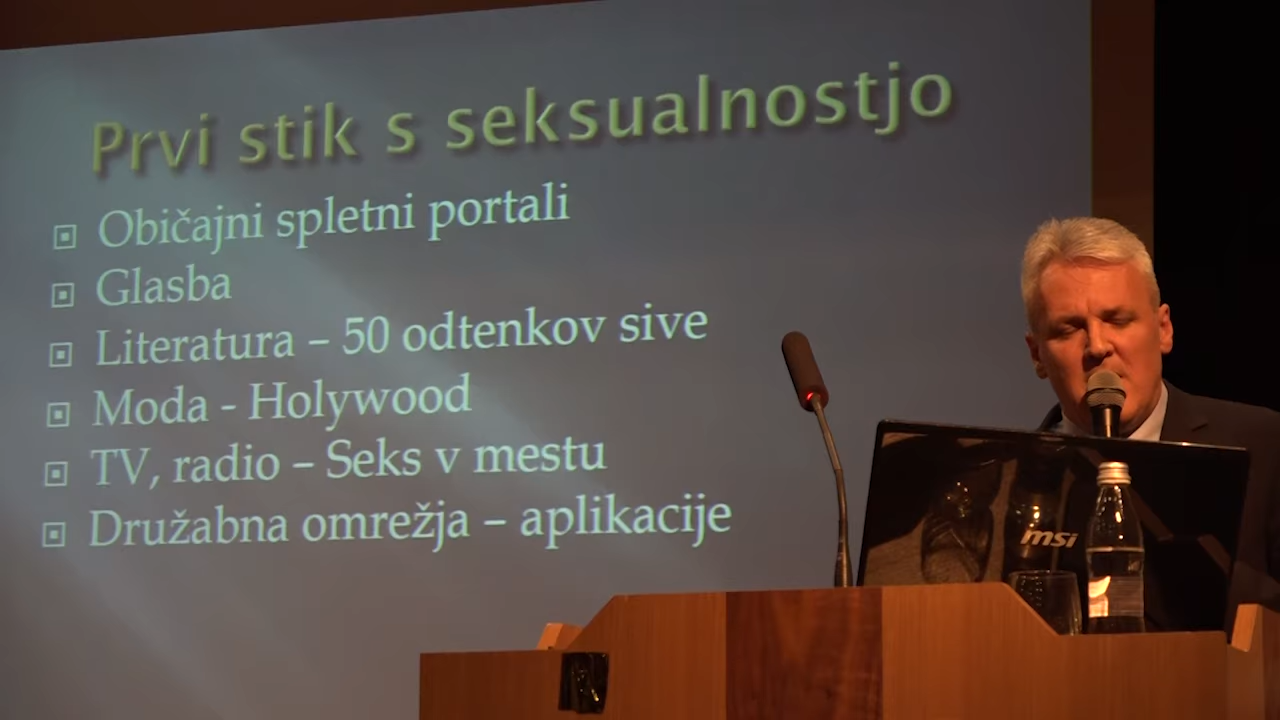 Prvi stik s seksualnostjo
Običajni spletni portali
Glasba
Literatura – 50 odtenkov sive
Moda - Holywood
TV, radio – Seks v mestu
Družabna omrežja – aplikacije
msi